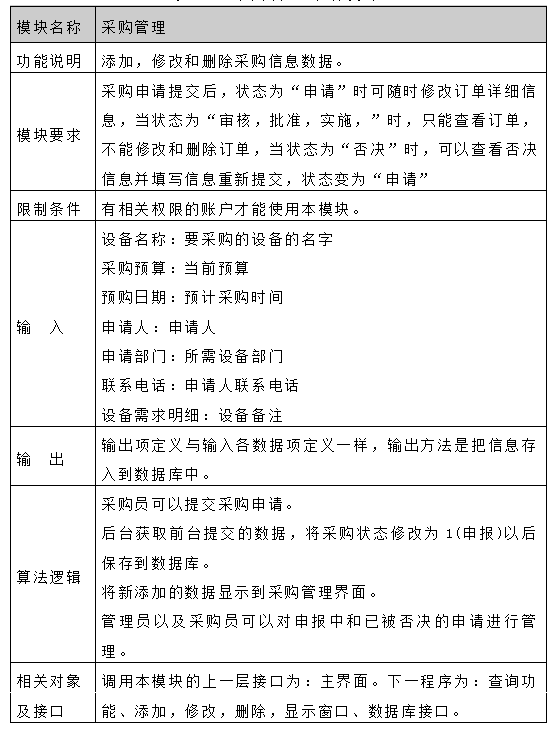 模块名称 采购管理
功能说明 添加，修改和删除采购信息数据。
采购申请提交后，状态为“申请”时可随时修改订单详细信
息，当状态为“审核，批准，实施，”时，只能查看订单，
模块要求
不能修改和删除订单，当状态为“否决”时，可以查看否决
信息并填写信息重新提交，状态变为“申请”
限制条件 有相关权限的账户才能使用本模块。
设备名称：要采购的设备的名字
采购预算：当前预算
预购日期：预计采购时间
输 入 申请人：申请人
申请部门：所需设备部门
联系电话：申请人联系电话
设备需求明细：设备备注
输 出
输出项定义与输入各数据项定义一样，输出方法是把信息存
入到数据库中。
采购员可以提交采购申请。
后台获取前台提交的数据，将采购状态修改为 1(申报)以后
保存到数据库。
算法逻辑
将新添加的数据显示到采购管理界面。
管理员以及采购员可以对申报中和已被否决的申请进行管
理。
相关对象 调用本模块的上一层接口为：主界面。下一程序为：查询功
及接口 能、添加，修改，删除，显示窗口、数据库接口。